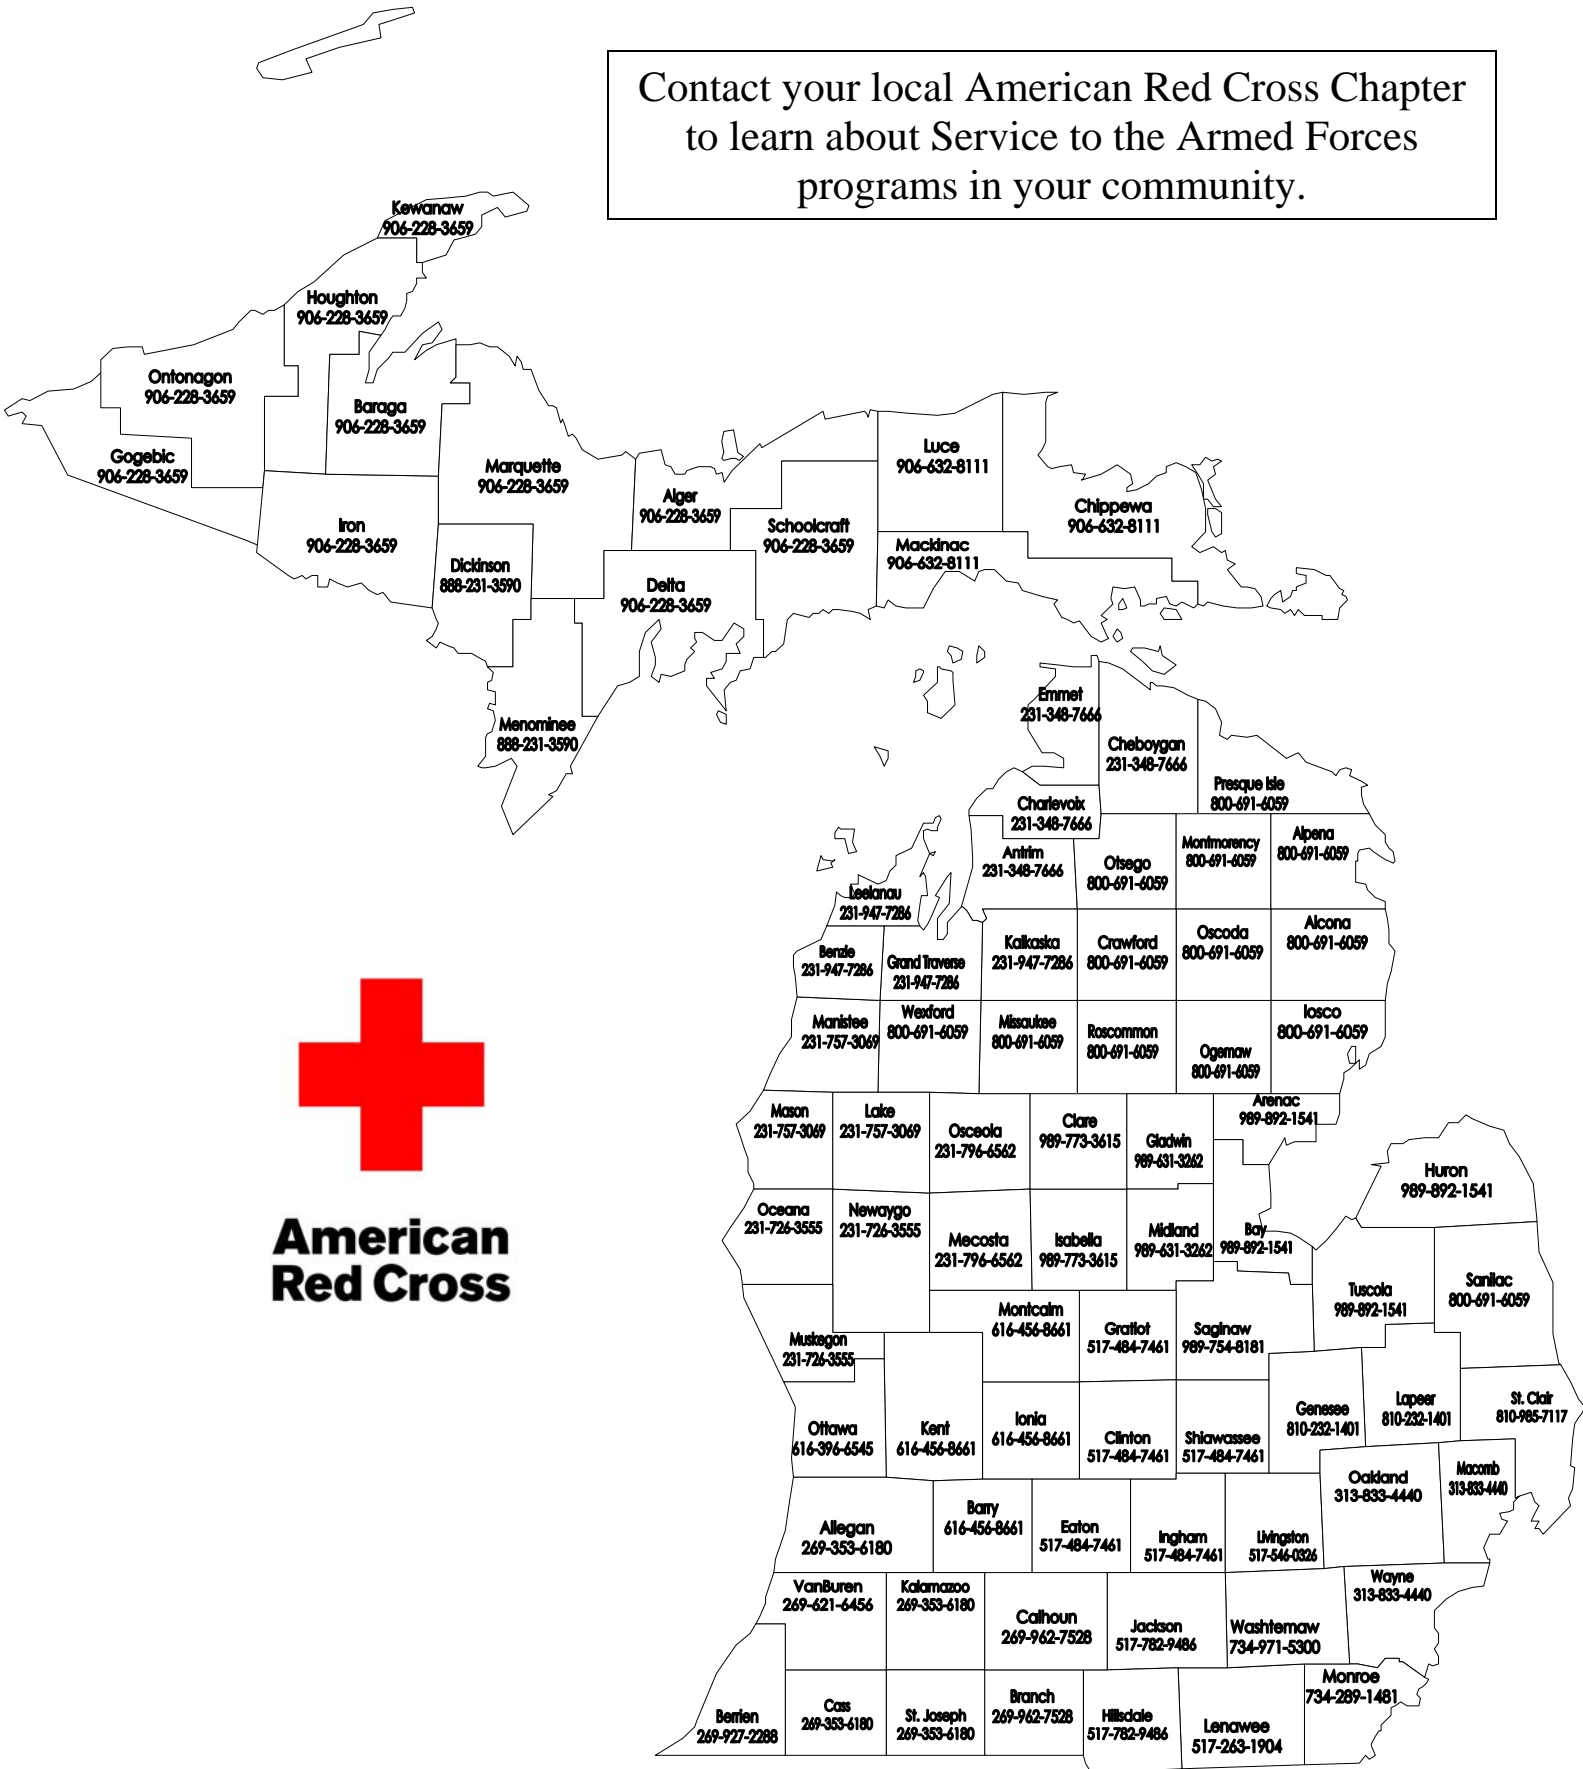 Contact your local American Red Cross Chapter
to learn about Service to the Armed Forces
programs in your community.
Kewanaw
906-228-3659
Houghton
906-228-3659
Ontonagon
906-228-3659
Baraga
906-228-3659
Gogebic
906-228-3659
Marquette
906-228-3659
Iron
906-228-3659
Dickinson
888-231-3590
Alger
906-228-3659
Schoolcraft
906-228-3659
Luce
906-632-8111
Chippewa
906-632-8111
Mackinac
906-632-8111
Delta
906-228-3659
Menominee
888-231-3590
Emmet
231-348-7666
Cheboygan
231-348-7666
Presque Isle
800-691-6059
Charlevoix
231-348-7666
Antrim
231-348-7666
Otsego
800-691-6059
Montmorency
800-691-6059
Alpena
800-691-6059
Leelanau
231-947-7286
Benzie
231-947-7286
Grand Traverse
231-947-7286
Kalkaska
231-947-7286
Crawford
800-691-6059
Oscoda
800-691-6059
Alcona
800-691-6059
Manistee
231-757-3069
Wexford
800-691-6059
Missaukee
800-691-6059
Roscommon
800-691-6059
Ogemaw
800-691-6059
Iosco
800-691-6059
Mason
231-757-3069
Lake
231-757-3069
Osceola
231-796-6562
Clare
989-773-3615
Gladwin
989-631-3262
Arenac
989-892-1541
Huron
989-892-1541
Oceana
231-726-3555
Newaygo
231-726-3555
Mecosta
231-796-6562
Isabella
989-773-3615
Midland
989-631-3262
Bay
989-892-1541
Tuscola
989-892-1541
Sanilac
800-691-6059
American
Red Cross
Muskegon
231-726-3555
Montcalm
616-456-8661
Gratiot
517-484-7461
Saginaw
989-754-8181
Ottawa
616-396-6545
Kent
616-456-8661
Ionia
616-456-8661
Clinton
517-484-7461
Shiawassee
517-484-7461
Genesee
810-232-1401
Lapeer
810-232-1401
St. Clair
810-985-7117
Oakland
313-833-4440
Macomb
313-833-4440
Allegan
269-353-6180
Barry
616-456-8661
Eaton
517-484-7461
Ingham
517-484-7461
Livingston
517-546-0326
VanBuren
269-621-6456
Kalamazoo
269-353-6180
Calhoun
269-962-7528
Jackson
517-782-9486
Washtenaw
734-971-5300
Wayne
313-833-4440
Berrien
269-927-2288
Cass
269-353-6180
St. Joseph
269-353-6180
Branch
269-962-7528
Hillsdale
517-782-9486
Lenawee
517-263-1904
Monroe
734-289-1481